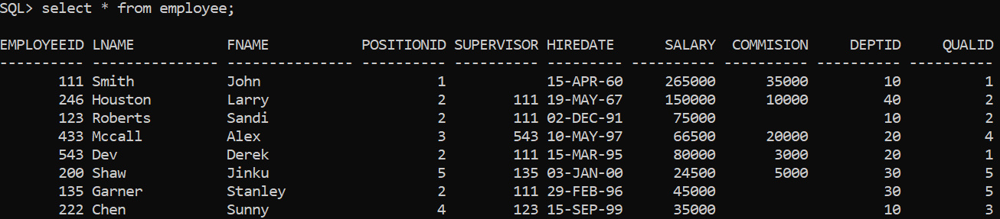 SQL> select * from employee;
EMPLOYEEID LNAME           FNAME           POSITIONID SUPERVISOR HIREDATE      SALARY  COMMISION     DEPTID     QUALID
---------- --------------- --------------- ---------- ---------- --------- ---------- ---------- ---------- ----------
       111 Smith           John                     1            15-APR-60     265000      35000         10          1
       246 Houston         Larry                    2        111 19-MAY-67     150000      10000         40          2
       123 Roberts         Sandi                    2        111 02-DEC-91      75000                    10          2
       433 Mccall          Alex                     3        543 10-MAY-97      66500      20000         20          4
       543 Dev             Derek                    2        111 15-MAR-95      80000       3000         20          1
       200 Shaw            Jinku                    5        135 03-JAN-00      24500       5000         30          5
       135 Garner          Stanley                  2        111 29-FEB-96      45000                    30          5
       222 Chen            Sunny                    4        123 15-SEP-99      35000                    10          3